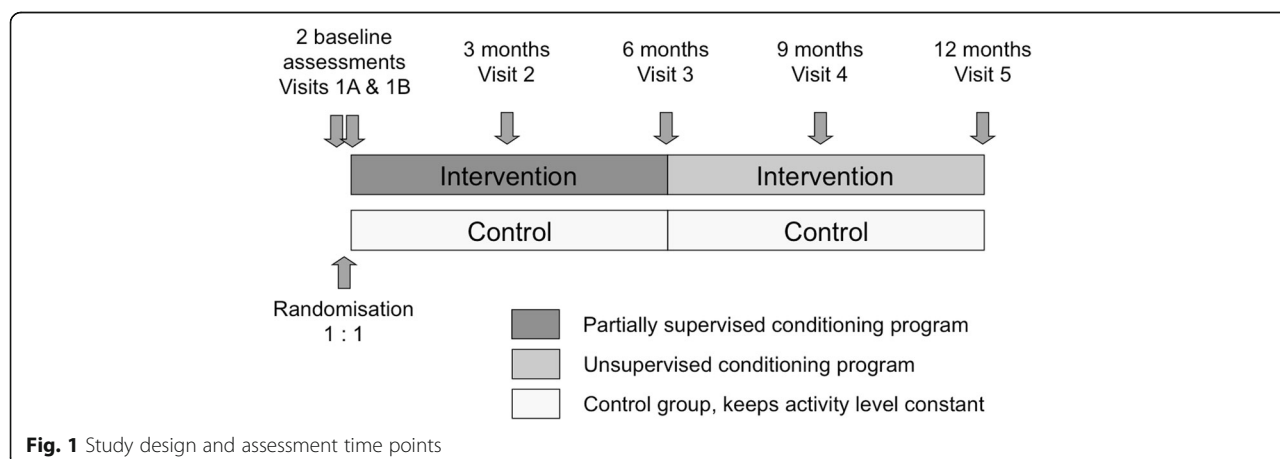 2 baseline
assessments
Visits 1A & 1B
3 months
Visit 2
6 months
Visit 3
9 months
Visit 4
12 months
Visit 5
Intervention
Intervention
Control
Control
Randomisation
1 : 1
Partially supervised conditioning program
Unsupervised conditioning program
Control group, keeps activity level constant
Fig. 1 Study design and assessment time points